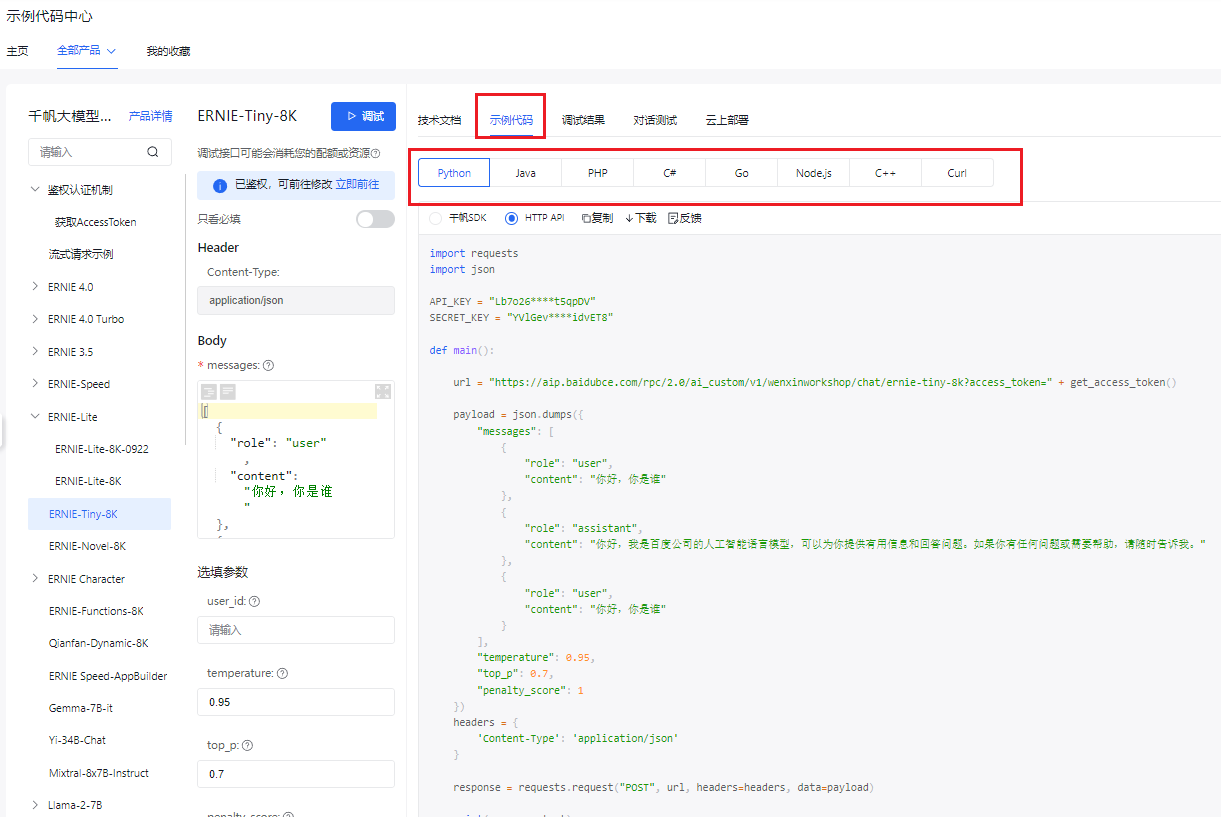 示例代码中心
主页 全部产品 我的收藏
千帆大模型... 产品详情
请输入
鉴权认证机制
获取AccessToken
流式请求示例
ERNIE 4.0
ERNIE 4.0 Turbo
ERNIE 3.5
ERNIE-Speed
ERNIE-Lite
ERNIE-Lite-8K-0922
ERNIE-Lite-8K
ERNIE-Tiny-8K
ERNIE-Novel-8K
ERNIE Character
ERNIE-Functions-8K
Qianfan-Dynamic-8K
ERNIE Speed-AppBuilder
Gemma-7B-it
Yi-34B-Chat
Mixtral-8x7B-Instruct
Llama-2-7B
ERNIE-Tiny-8K 调试
调试接口可能会消耗您的配额或资源
已鉴权，可前往修改 立即前往
只看必填
Header
Content-Type:
application/json
Body
* messages:
[
{
"role": "user"
,
"content":
"你好，你是谁
"
},
选填参数
user_id:
请输入
temperature:
0.95
top_p:
0.7
penalty_score:
技术文档 示例代码 调试结果 对话测试 云上部署
Python Java PHP C# Go Node.js C++ Curl
千帆SDK HTTP API 复制 下载 反馈
import requests
import json
API_KEY = "Lb7o26****t5qpDV"
SECRET_KEY = "YVlGev****idvET8"
def main():
url = "https://aip.baidubce.com/rpc/2.0/ai_custom/v1/wenxinworkshop/chat/ernie-tiny-8k?access_token=" + get_access_token()
payload = json.dumps({
"messages": [
{
"role": "user",
"content": "你好，你是谁"
},
{
"role": "assistant",
"content": "你好，我是百度公司的人工智能语言模型，可以为你提供有用信息和回答问题。如果你有任何问题或需要帮助，请随时告诉我。"
},
{
"role": "user",
"content": "你好，你是谁"
}
],
"temperature": 0.95,
"top_p": 0.7,
"penalty_score": 1
})
headers = {
'Content-Type': 'application/json'
}
response = requests.request("POST", url, headers=headers, data=payload)